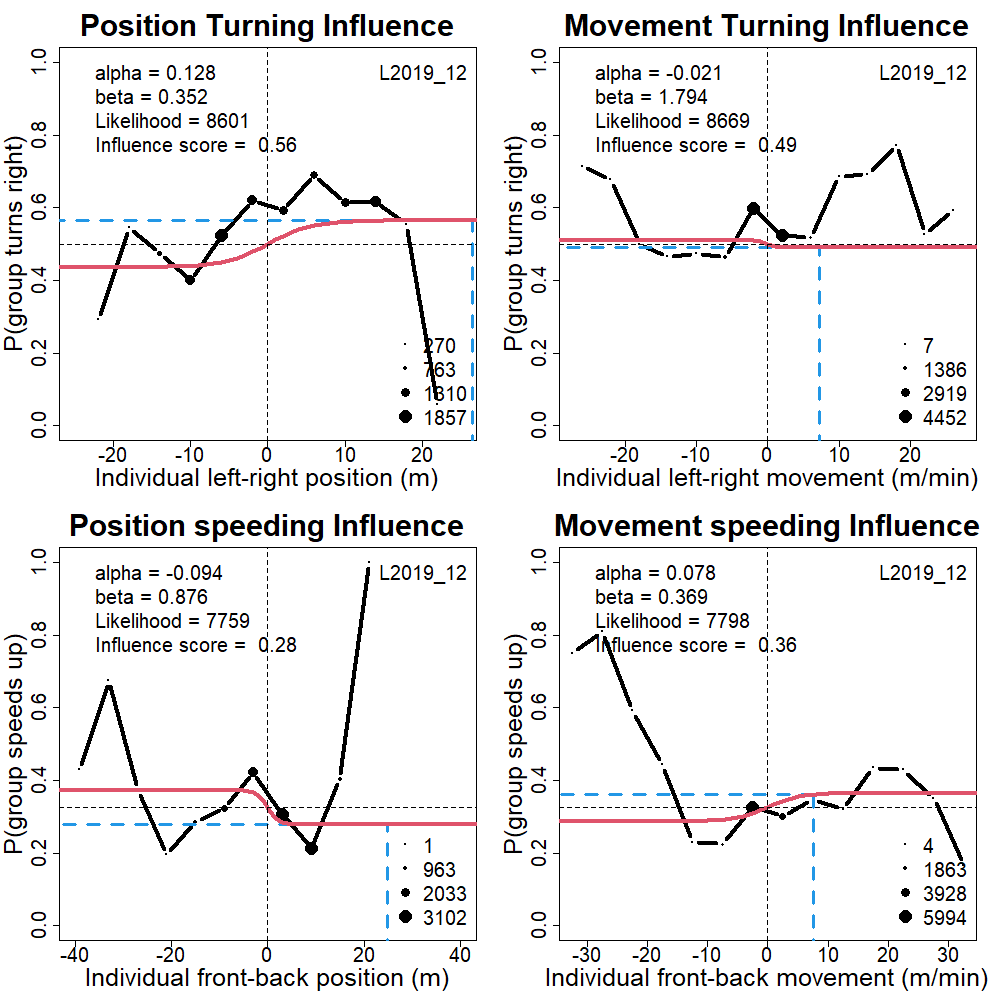 Position Turning Influence
alpha = 0.128
beta = 0.352
Likelihood = 8601
Influence score = 0.56
L2019_12
P(group turns right)
0.0 0.2 0.4 0.6 0.8 1.0
270
763
1310
1857
-20 -10 0 10 20
Individual left-right position (m)
Movement Turning Influence
alpha = -0.021
beta = 1.794
Likelihood = 8669
Influence score = 0.49
L2019_12
P(group turns right)
0.0 0.2 0.4 0.6 0.8 1.0
7
1386
2919
4452
-20 -10 0 10 20
Individual left-right movement (m/min)
Position speeding Influence
alpha = -0.094
beta = 0.876
Likelihood = 7759
Influence score = 0.28
L2019_12
P(group speeds up)
0.0 0.2 0.4 0.6 0.8 1.0
1
963
2033
3102
-40 -20 0 20 40
Individual front-back position (m)
Movement speeding Influence
alpha = 0.078
beta = 0.369
Likelihood = 7798
Influence score = 0.36
L2019_12
P(group speeds up)
0.0 0.2 0.4 0.6 0.8 1.0
4
1863
3928
5994
-30 -20 -10 0 10 20 30
Individual front-back movement (m/min)